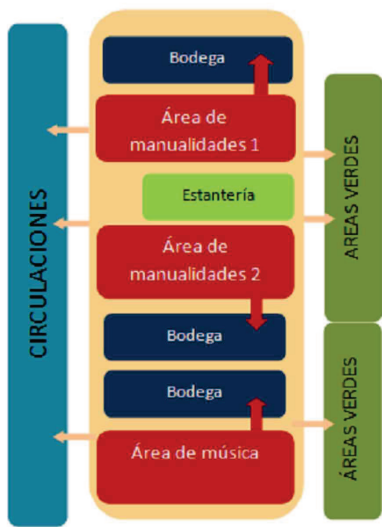 Bodega
Área de
manualidades 1
Estantería
Área de
manualidades 2
Bodega
Bodega
Área de música
CIRCULACIONES
AREAS VERDES
ÁREAS VERDES